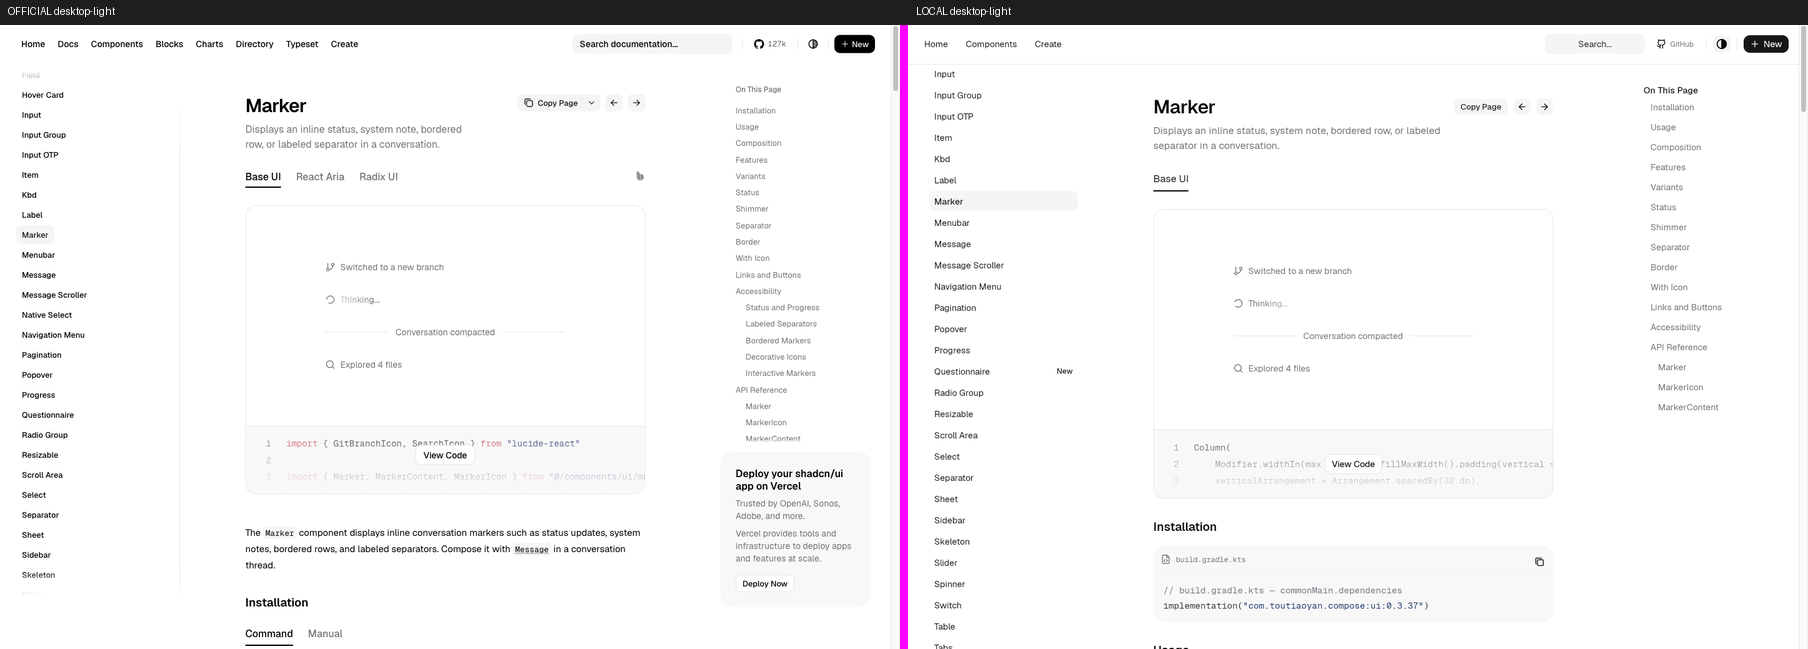 OFFICIAL desktop-light
Home Docs Components Blocks Charts Directory Typeset Create
Search documentation...
127k
+ New
Field
Hover Card
Input
Input Group
Input OTP
Item
Kbd
Label
Marker
Menubar
Message
Message Scroller
Native Select
Navigation Menu
Pagination
Popover
Progress
Questionnaire
Radio Group
Resizable
Scroll Area
Select
Separator
Sheet
Sidebar
Skeleton
Marker
Copy Page
Displays an inline status, system note, bordered
row, or labeled separator in a conversation.
Base UI React Aria Radix UI
Switched to a new branch
Thinking...
Conversation compacted
Explored 4 files
1 import { GitBranchIcon, SearchIcon } from "lucide-react"
2
View Code
3 import { Marker, MarkerContent, MarkerIcon } from "@/components/ui/ma
The Marker component displays inline conversation markers such as status updates, system
notes, bordered rows, and labeled separators. Compose it with Message in a conversation
thread.
Installation
Command Manual
On This Page
Installation
Usage
Composition
Features
Variants
Status
Shimmer
Separator
Border
With Icon
Links and Buttons
Accessibility
Status and Progress
Labeled Separators
Bordered Markers
Decorative Icons
Interactive Markers
API Reference
Marker
MarkerIcon
MarkerContent
Deploy your shadcn/ui
app on Vercel
Trusted by OpenAI, Sonos,
Adobe, and more.
Vercel provides tools and
infrastructure to deploy apps
and features at scale.
Deploy Now
LOCAL desktop-light
Home Components Create
Search...
GitHub
+ New
Input
Input Group
Input OTP
Item
Kbd
Label
Marker
Menubar
Message
Message Scroller
Navigation Menu
Pagination
Popover
Progress
Questionnaire New
Radio Group
Resizable
Scroll Area
Select
Separator
Sheet
Sidebar
Skeleton
Slider
Spinner
Switch
Table
Tabs
Marker
Copy Page
Displays an inline status, system note, bordered row, or labeled
separator in a conversation.
Base UI
Switched to a new branch
Thinking...
Conversation compacted
Explored 4 files
1 Column(
2 Modifier.widthIn(max View Code fillMaxWidth().padding(vertical =
3 verticalArrangement = Arrangement.spacedBy(32.dp),
Installation
build.gradle.kts
// build.gradle.kts — commonMain.dependencies
implementation("com.toutiaoyan.compose:ui:0.3.37")
On This Page
Installation
Usage
Composition
Features
Variants
Status
Shimmer
Separator
Border
With Icon
Links and Buttons
Accessibility
API Reference
Marker
MarkerIcon
MarkerContent